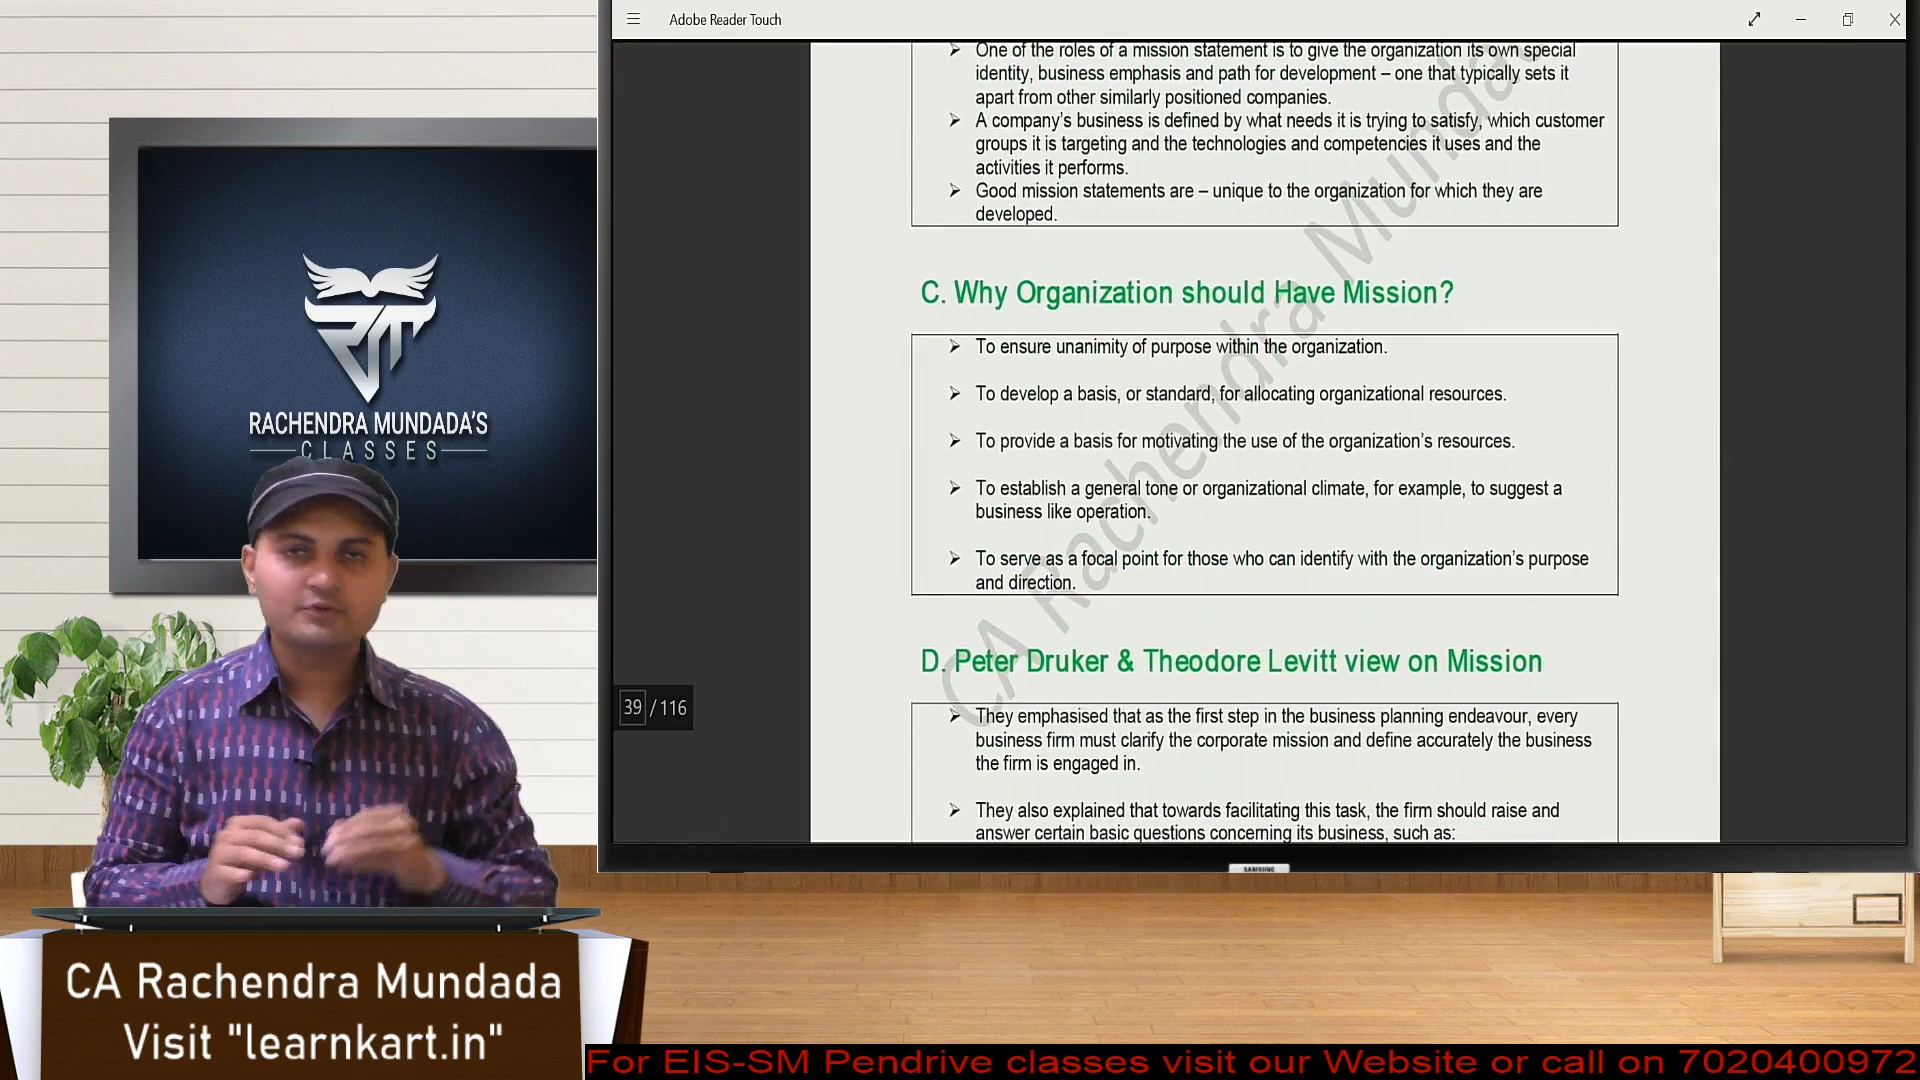 Adobe Reader Touch
➢ One of the roles of a mission statement is to give the organization its own special
identity, business emphasis and path for development – one that typically sets it
apart from other similarly positioned companies.
➢ A company's business is defined by what needs it is trying to satisfy, which customer
groups it is targeting and the technologies and competencies it uses and the
activities it performs.
➢ Good mission statements are – unique to the organization for which they are
developed.
C. Why Organization should Have Mission?
➢ To ensure unanimity of purpose within the organization.
➢ To develop a basis, or standard, for allocating organizational resources.
➢ To provide a basis for motivating the use of the organization's resources.
➢ To establish a general tone or organizational climate, for example, to suggest a
business like operation.
➢ To serve as a focal point for those who can identify with the organization's purpose
and direction.
D. Peter Druker & Theodore Levitt view on Mission
➢ They emphasised that as the first step in the business planning endeavour, every
business firm must clarify the corporate mission and define accurately the business
the firm is engaged in.
➢ They also explained that towards facilitating this task, the firm should raise and
answer certain basic questions concerning its business, such as:
CA Rachendra Munda
39 / 116
SAMSUNG
RACHENDRA MUNDADA'S
CLASSES
CA Rachendra Mundada
Visit "learnkart.in"
For EIS-SM Pendrive classes visit our Website or call on 7020400972